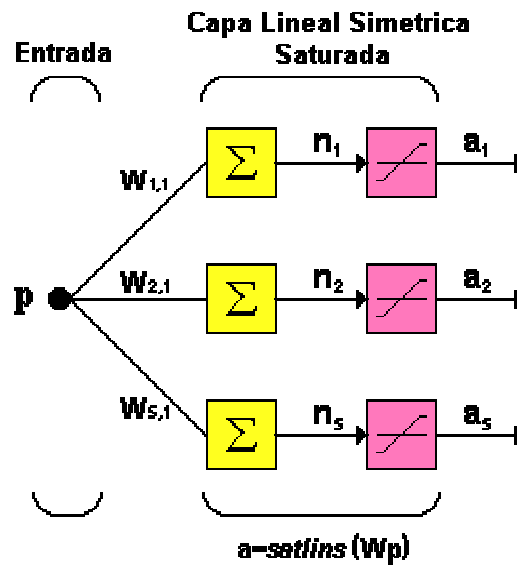 Capa Lineal Simetrica
Entrada Saturada
n₁ a₁
W₁,₁ Σ
n₂ a₂
p W₂,₁ Σ
nₛ aₛ
Wₛ,₁ Σ
a=satlins(Wp)